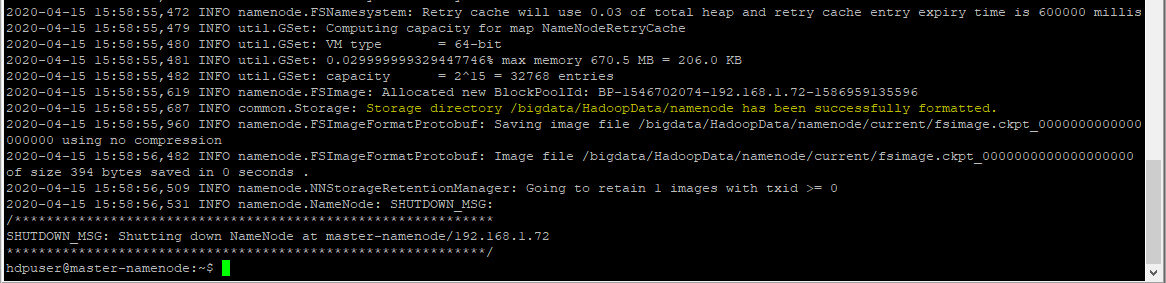 2020-04-15 15:58:55,472 INFO namenode.FSNamesystem: Retry cache will use 0.03 of total heap and retry cache entry expiry time is 600000 millis
2020-04-15 15:58:55,479 INFO util.GSet: Computing capacity for map NameNodeRetryCache
2020-04-15 15:58:55,480 INFO util.GSet: VM type       = 64-bit
2020-04-15 15:58:55,481 INFO util.GSet: 0.029999999329447746% max memory 670.5 MB = 206.0 KB
2020-04-15 15:58:55,482 INFO util.GSet: capacity      = 2^15 = 32768 entries
2020-04-15 15:58:55,619 INFO namenode.FSImage: Allocated new BlockPoolId: BP-1546702074-192.168.1.72-1586959135596
2020-04-15 15:58:55,687 INFO common.Storage: Storage directory /bigdata/HadoopData/namenode has been successfully formatted.
2020-04-15 15:58:55,960 INFO namenode.FSImageFormatProtobuf: Saving image file /bigdata/HadoopData/namenode/current/fsimage.ckpt_0000000000000
000000 using no compression
2020-04-15 15:58:56,482 INFO namenode.FSImageFormatProtobuf: Image file /bigdata/HadoopData/namenode/current/fsimage.ckpt_0000000000000000000
of size 394 bytes saved in 0 seconds .
2020-04-15 15:58:56,509 INFO namenode.NNStorageRetentionManager: Going to retain 1 images with txid >= 0
2020-04-15 15:58:56,531 INFO namenode.NameNode: SHUTDOWN_MSG:
/************************************************************
SHUTDOWN_MSG: Shutting down NameNode at master-namenode/192.168.1.72
************************************************************/
hdpuser@master-namenode:~$